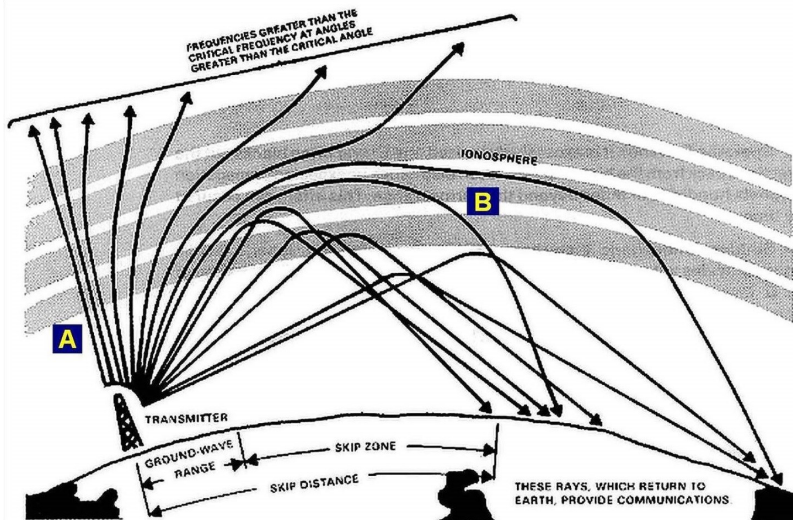 FREQUENCIES GREATER THAN THE
CRITICAL FREQUENCY AT ANGLES
GREATER THAN THE CRITICAL ANGLE
IONOSPHERE
B
A
TRANSMITTER
GROUND-WAVE
RANGE
SKIP ZONE
SKIP DISTANCE
THESE RAYS, WHICH RETURN TO
EARTH, PROVIDE COMMUNICATIONS.